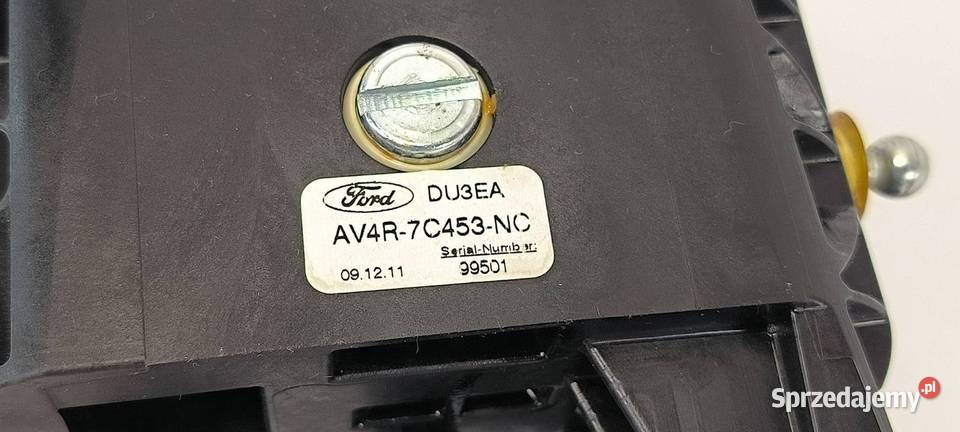 Ford DU3EA
AV4R-7C453-NC
Serial-Number:
09.12.11 99501
Sprzedajemy.pl